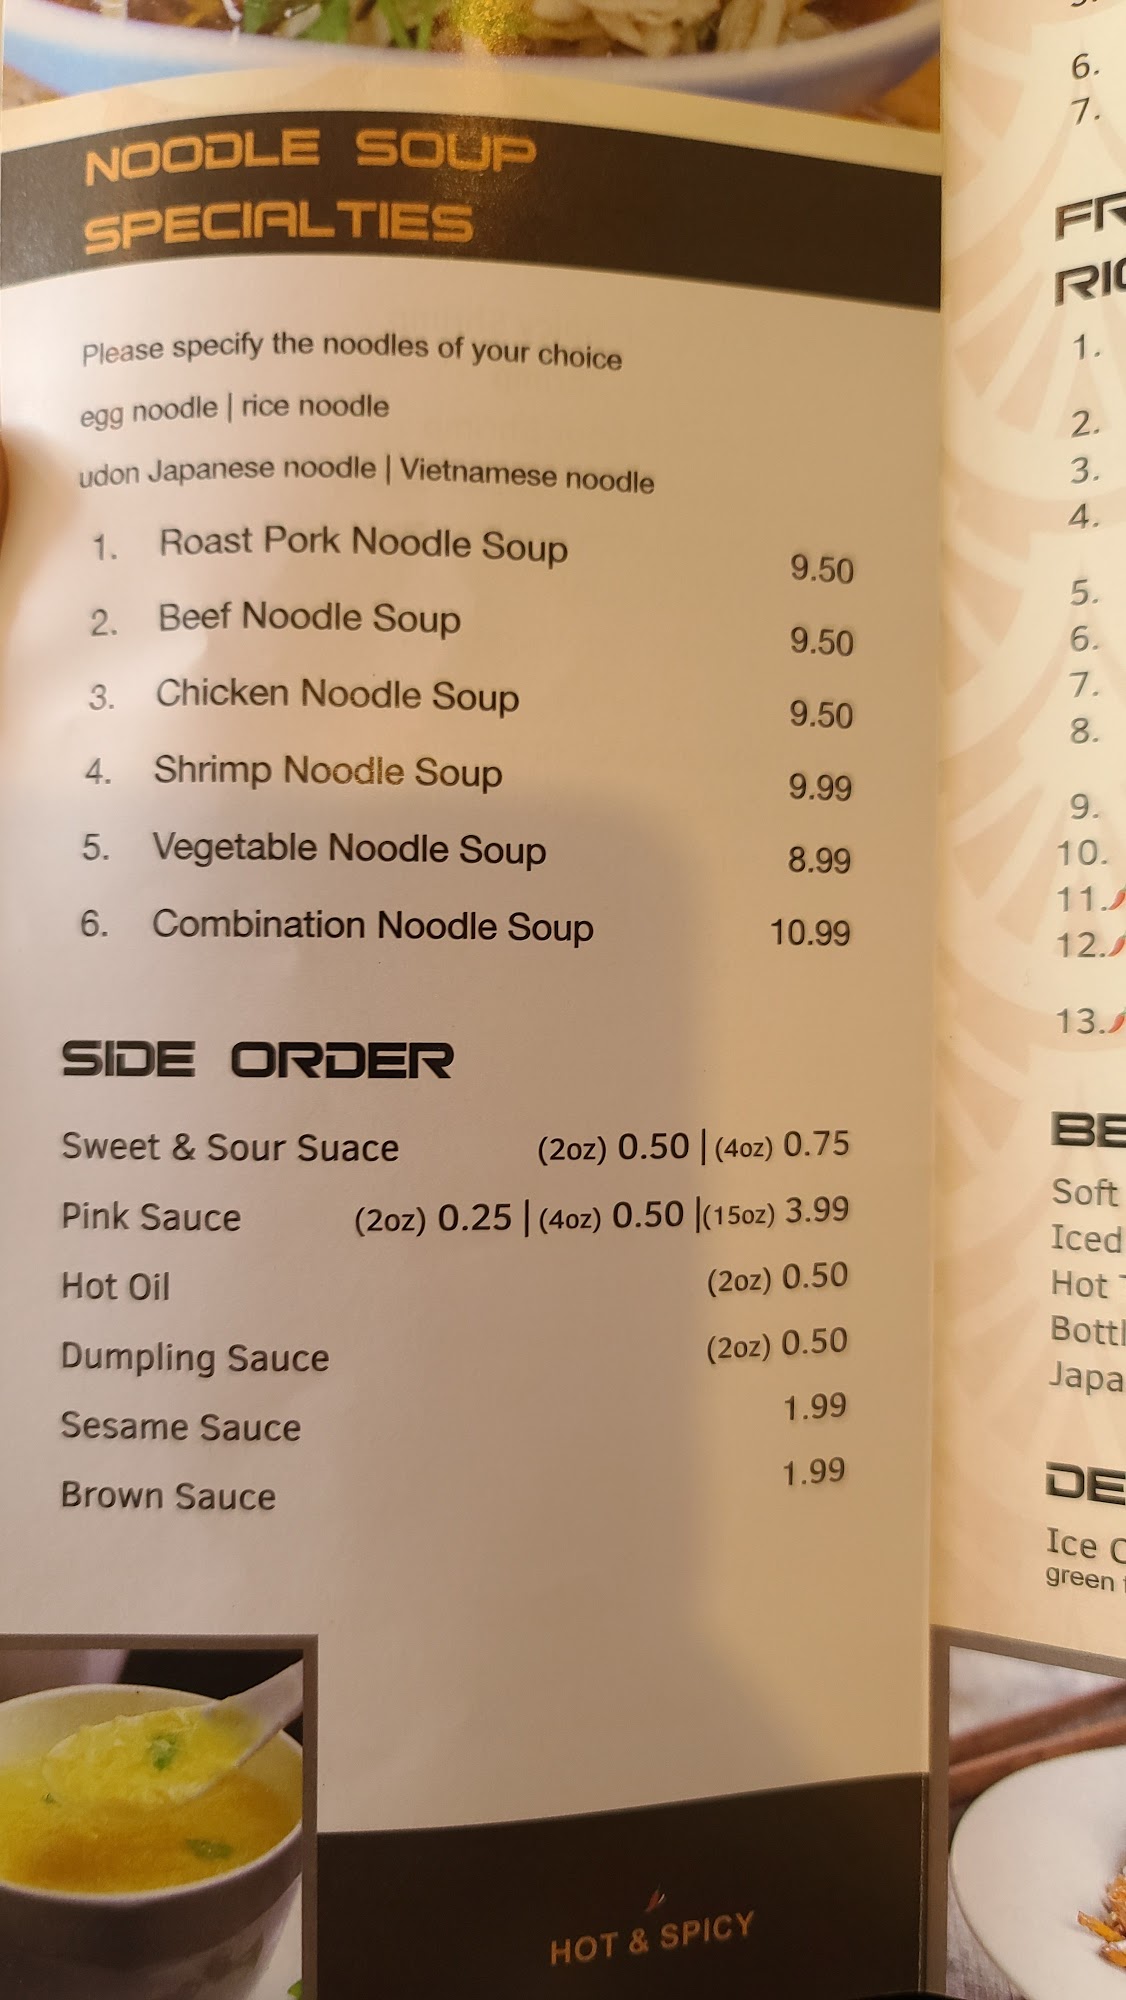 NOODLE SOUP
SPECIALTIES
Please specify the noodles of your choice
egg noodle | rice noodle
udon Japanese noodle | Vietnamese noodle
1. Roast Pork Noodle Soup 9.50
2. Beef Noodle Soup 9.50
3. Chicken Noodle Soup 9.50
4. Shrimp Noodle Soup 9.99
5. Vegetable Noodle Soup 8.99
6. Combination Noodle Soup 10.99
SIDE ORDER
Sweet & Sour Suace (2oz) 0.50 | (4oz) 0.75
Pink Sauce (2oz) 0.25 | (4oz) 0.50 |(15oz) 3.99
Hot Oil (2oz) 0.50
Dumpling Sauce (2oz) 0.50
Sesame Sauce 1.99
Brown Sauce 1.99
HOT & SPICY
6.
7.
1.
2.
3.
4.
5.
6.
7.
8.
9.
10.
11.
12.
13.
Soft
Iced
Hot
Ice
green